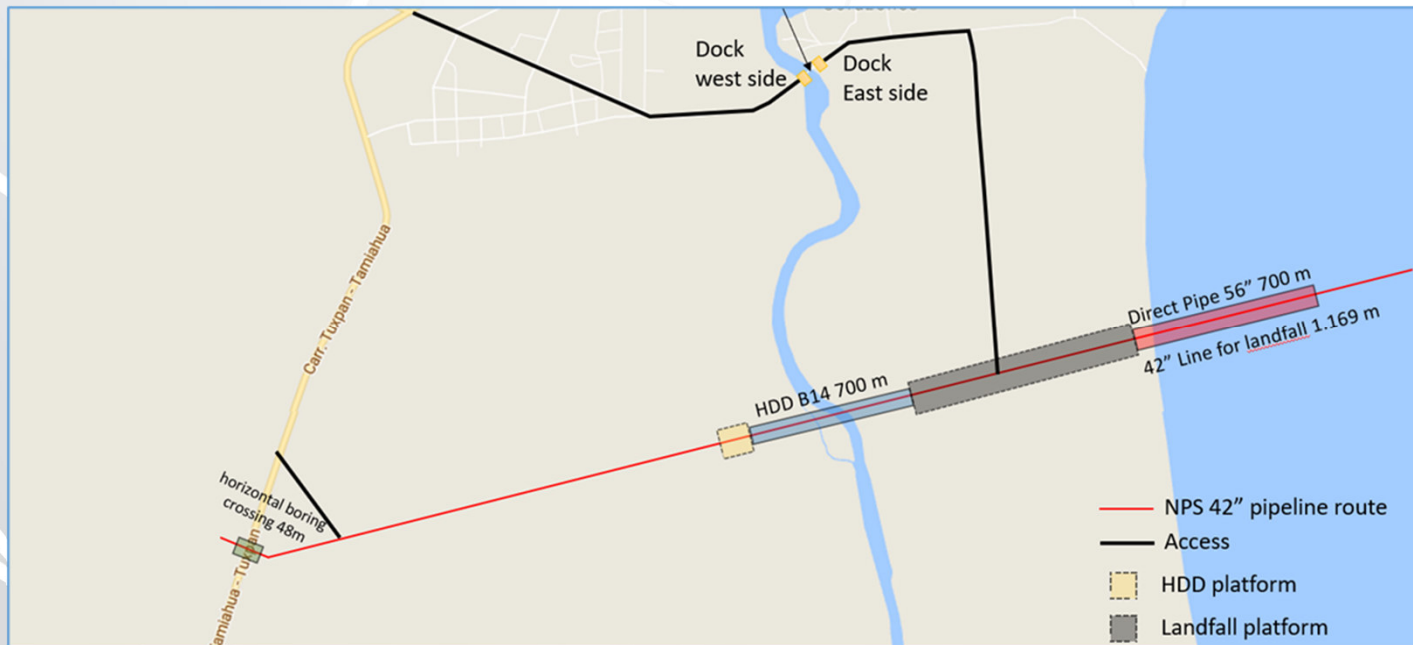 Dock
west side
Dock
East side
Carr. Tuxpan - Tamiahua
Direct Pipe 56” 700 m
42” Line for landfall 1.169 m
HDD B14 700 m
horizontal boring
crossing 48m
amiahua - Tuxpan
NPS 42” pipeline route
Access
HDD platform
Landfall platform